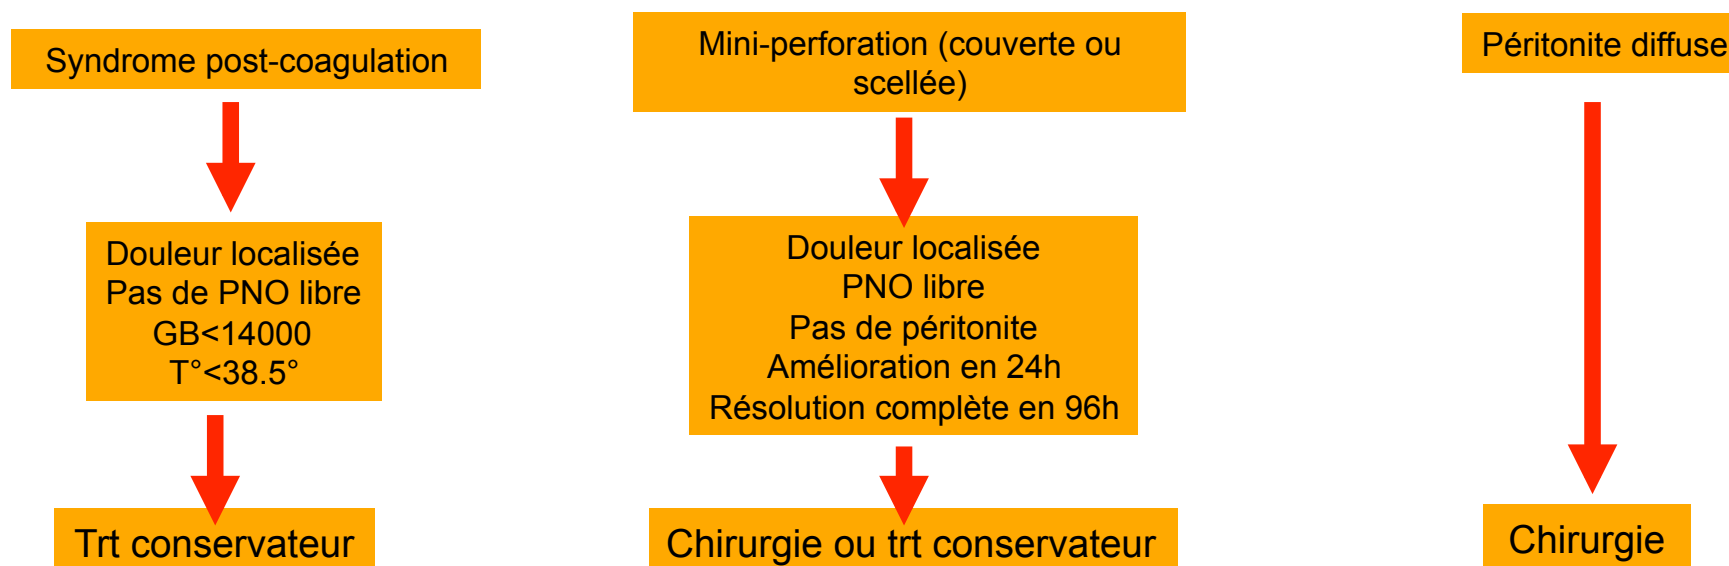 Syndrome post-coagulation
Douleur localisée
Pas de PNO libre
GB<14000
T°<38.5°
Trt conservateur
Mini-perforation (couverte ou
scellée)
Douleur localisée
PNO libre
Pas de péritonite
Amélioration en 24h
Résolution complète en 96h
Chirurgie ou trt conservateur
Péritonite diffuse
Chirurgie